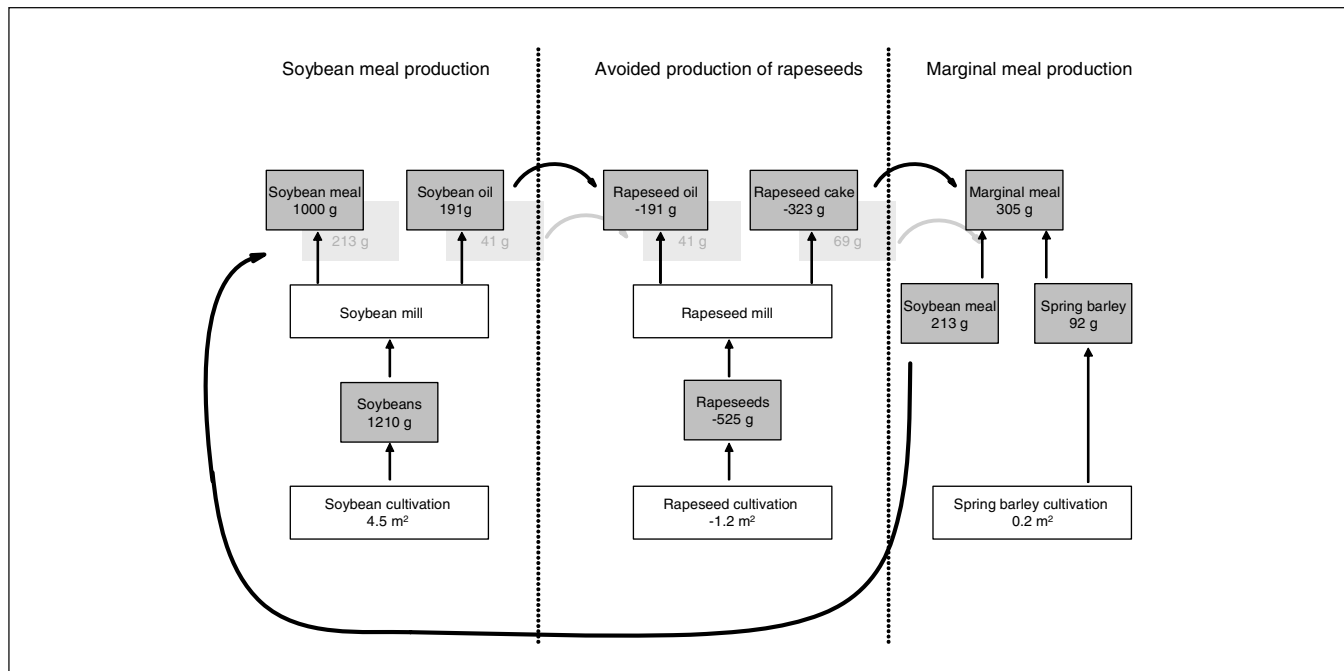 Soybean meal production
Avoided production of rapeseeds
Marginal meal production
Soybean meal
1000 g
Soybean oil
191g
Rapeseed oil
-191 g
Rapeseed cake
-323 g
Marginal meal
305 g
213 g
41 g
41 g
69 g
Soybean mill
Rapeseed mill
Soybean meal
213 g
Spring barley
92 g
Soybeans
1210 g
Rapeseeds
-525 g
Soybean cultivation
4.5 m²
Rapeseed cultivation
-1.2 m²
Spring barley cultivation
0.2 m²